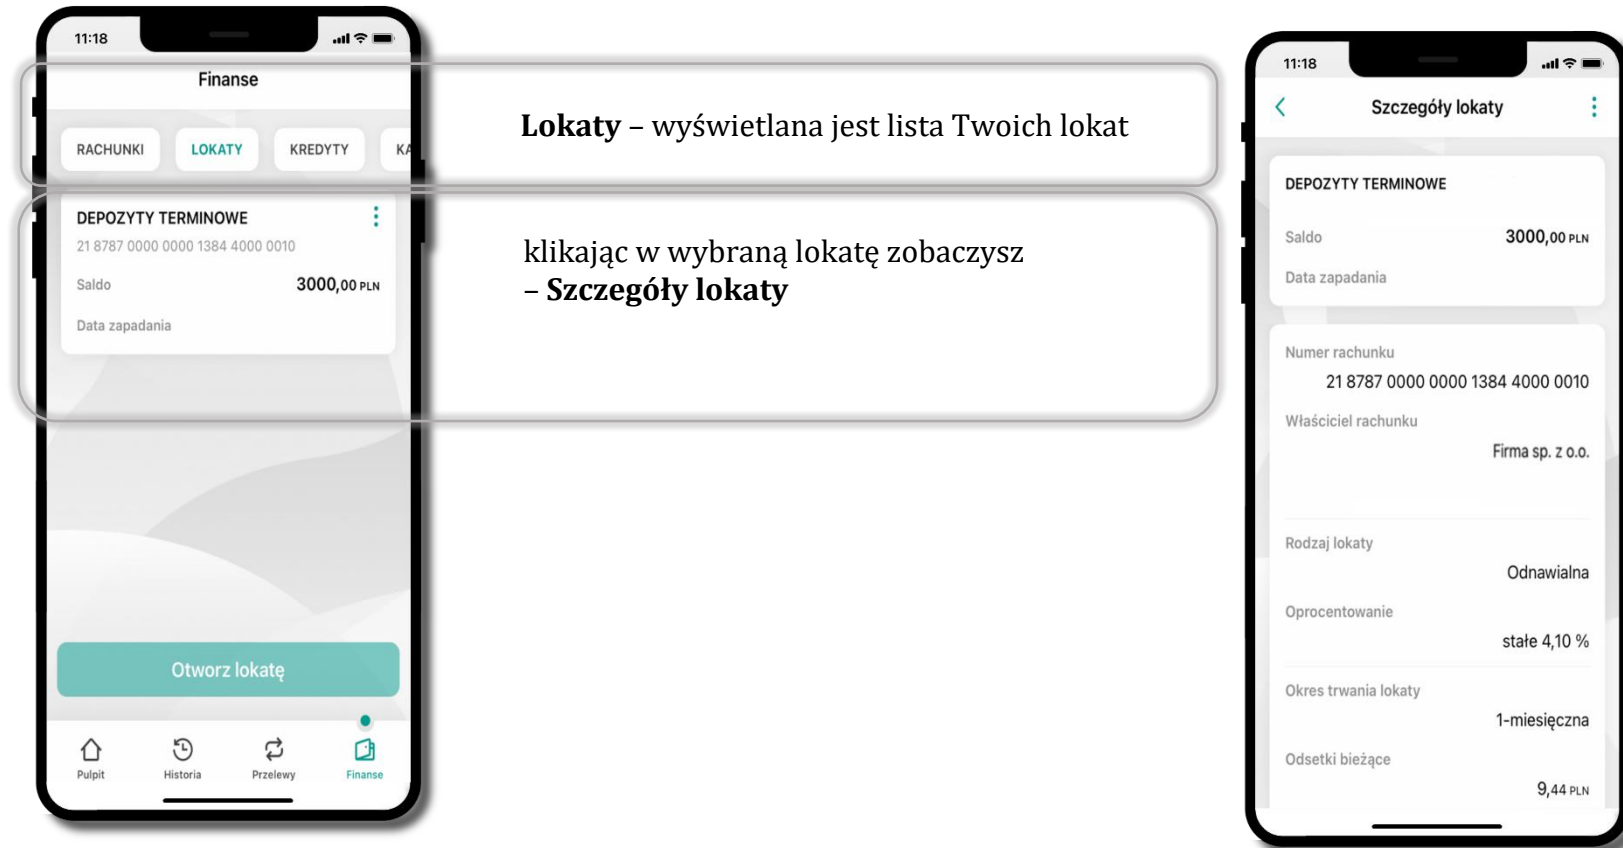 11:18
Finanse
RACHUNKI LOKATY KREDYTY KA
DEPOZYTY TERMINOWE
21 8787 0000 0000 1384 4000 0010
Saldo 3000,00 PLN
Data zapadania
Otworz lokatę
Pulpit Historia Przelewy Finanse
Lokaty – wyświetlana jest lista Twoich lokat
klikając w wybraną lokatę zobaczysz
– Szczegóły lokaty
11:18
Szczegóły lokaty
DEPOZYTY TERMINOWE
Saldo 3000,00 PLN
Data zapadania
Numer rachunku
21 8787 0000 0000 1384 4000 0010
Właściciel rachunku
Firma sp. z o.o.
Rodzaj lokaty
Odnawialna
Oprocentowanie
stałe 4,10 %
Okres trwania lokaty
1-miesięczna
Odsetki bieżące
9,44 PLN